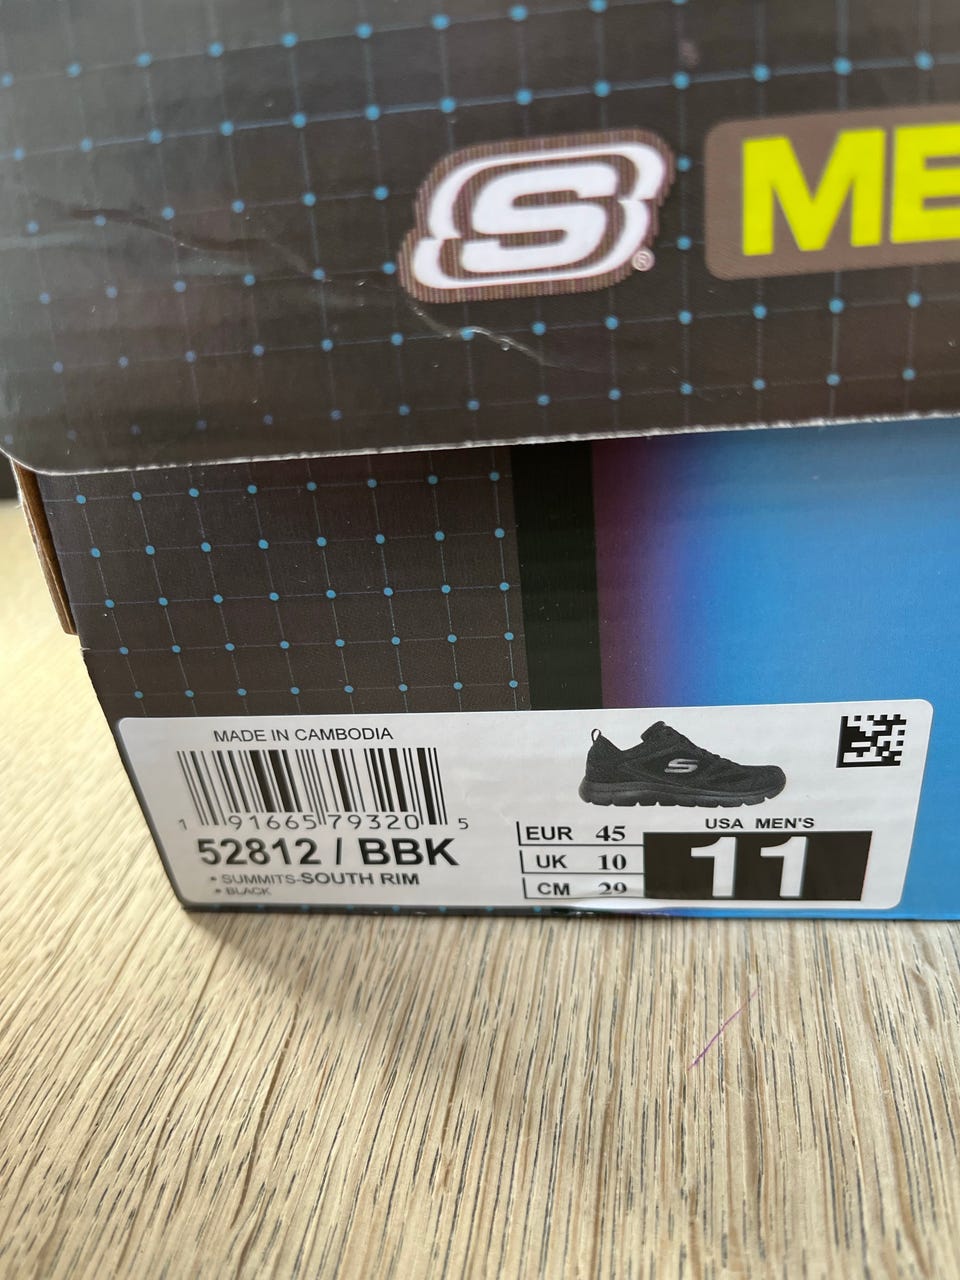 S
®
ME
MADE IN CAMBODIA
1 91665 79320 5
52812 / BBK
• SUMMITS-SOUTH RIM
• BLACK
EUR 45
UK 10
CM 29
USA MEN'S
11